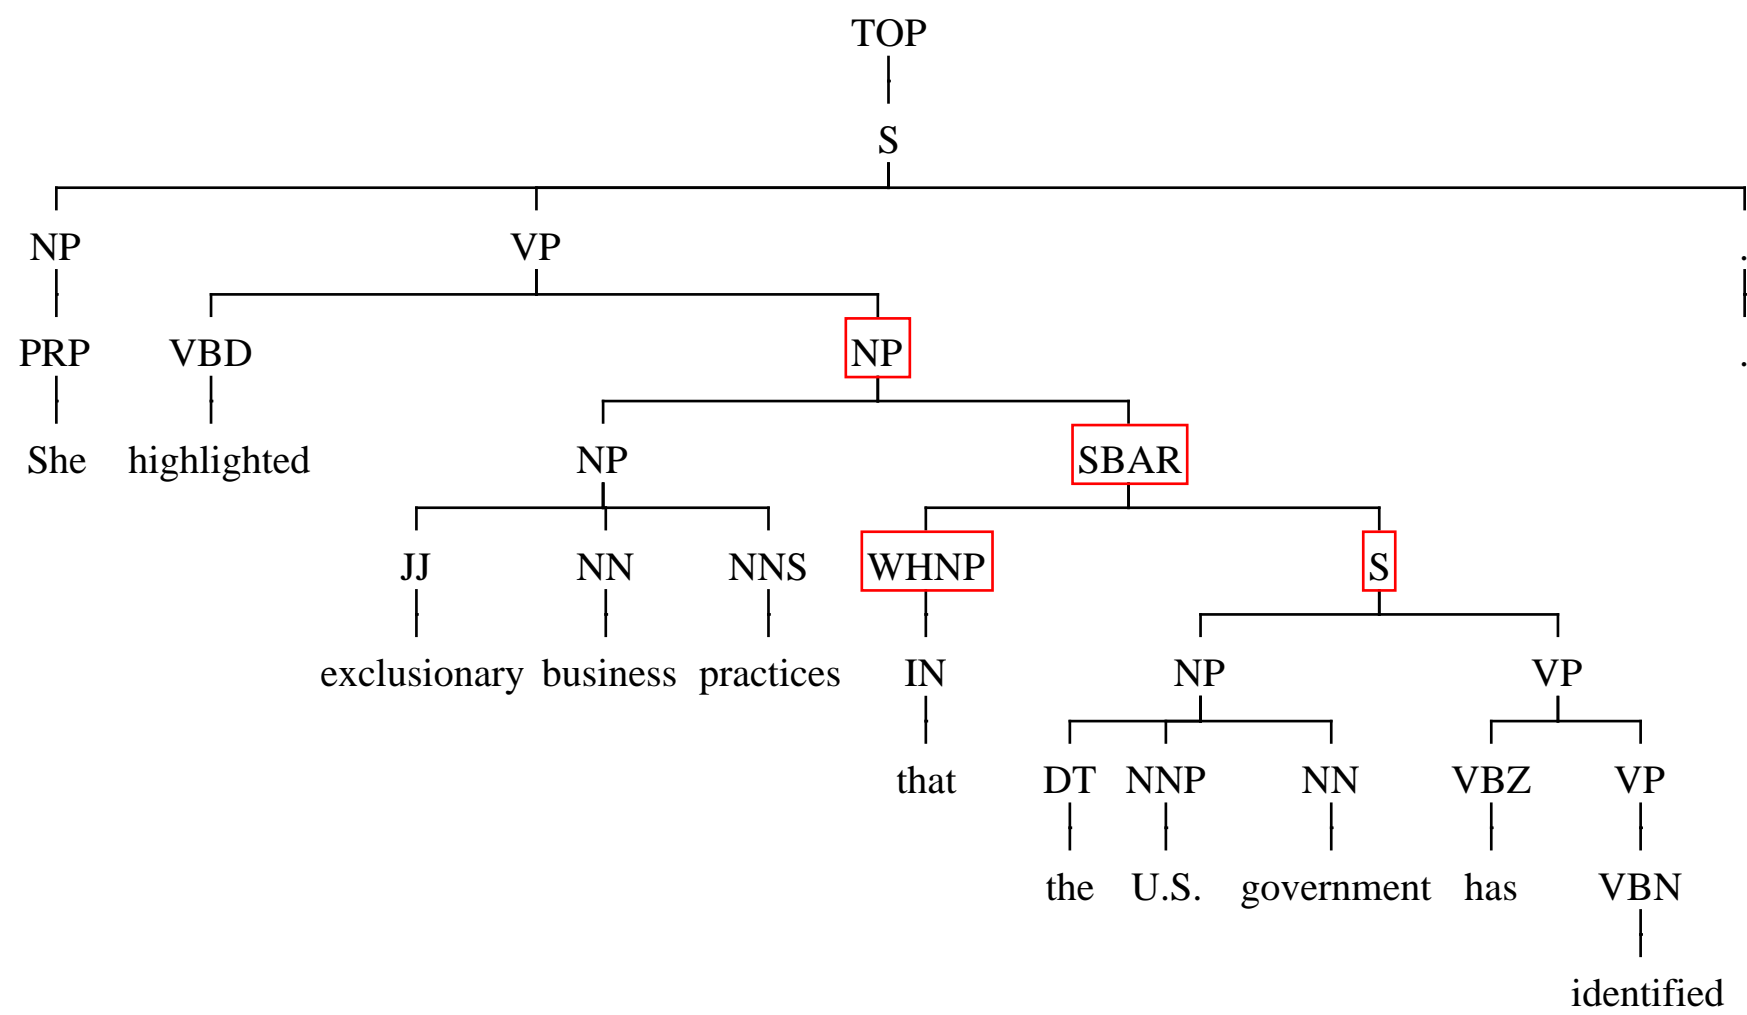 TOP
S
NP VP .
PRP VBD NP .
She highlighted NP SBAR
JJ NN NNS WHNP S
exclusionary business practices IN NP VP
that DT NNP NN VBZ VP
the U.S. government has VBN
identified